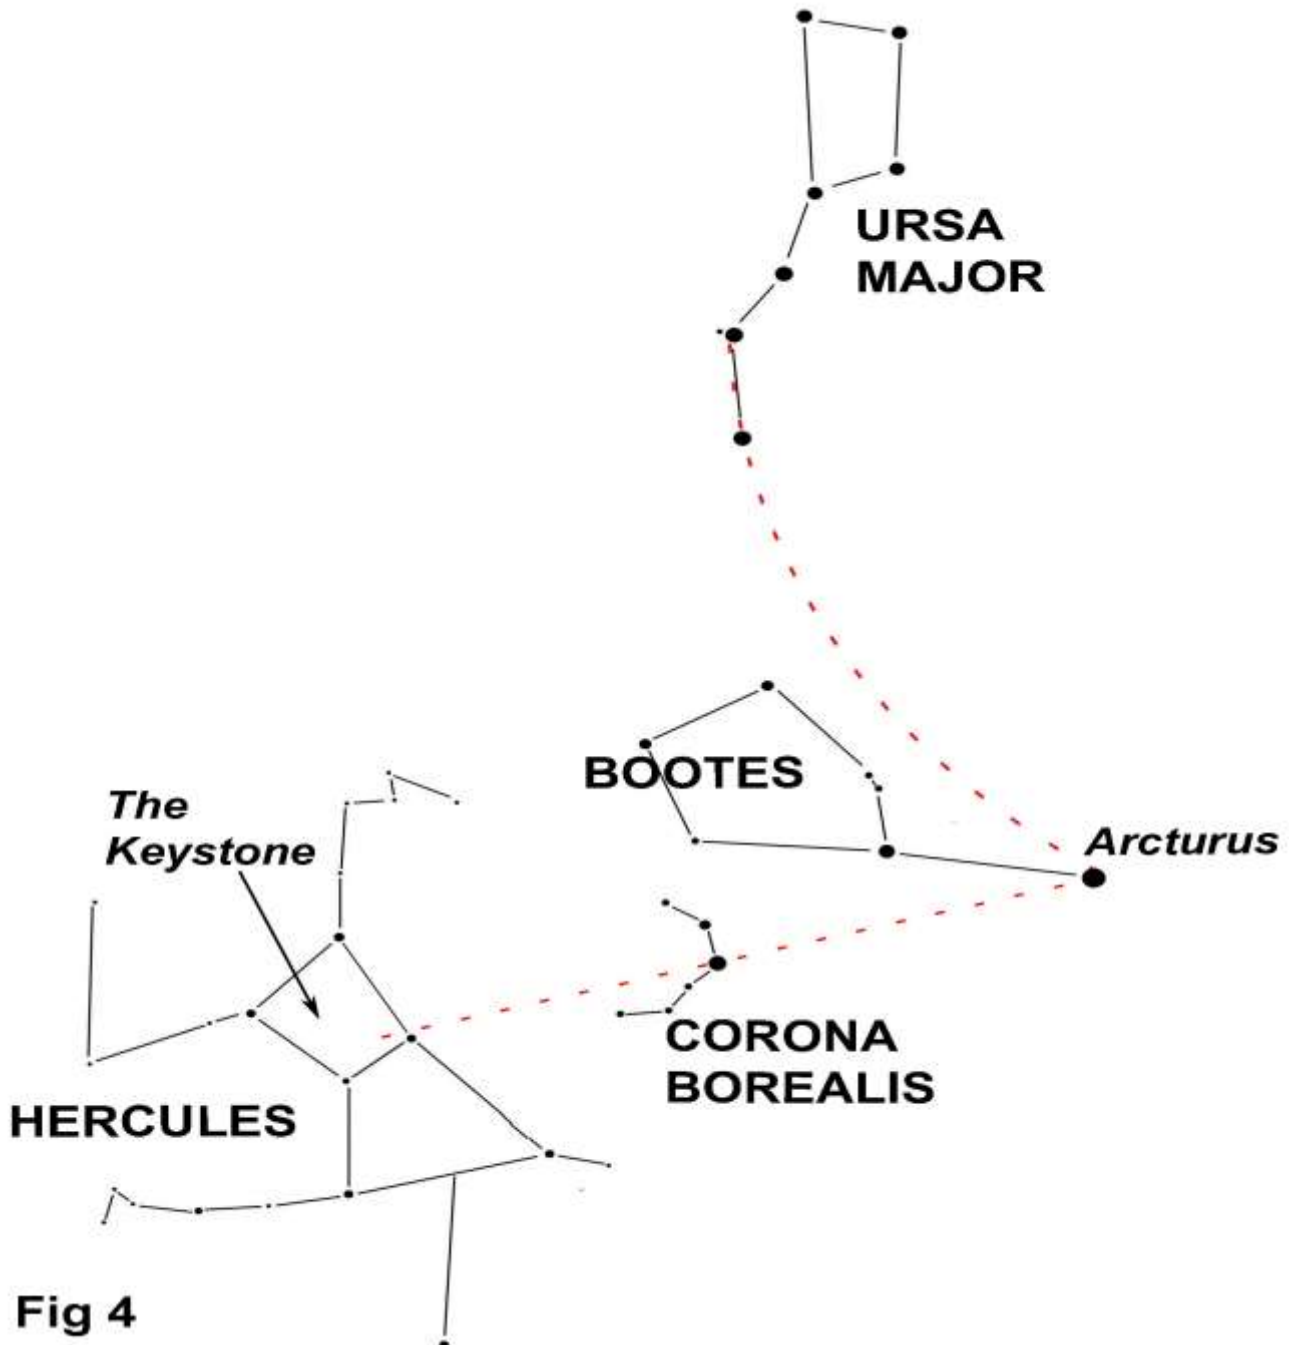 URSA
MAJOR
BOOTES
The
Keystone
Arcturus
CORONA
BOREALIS
HERCULES
Fig 4